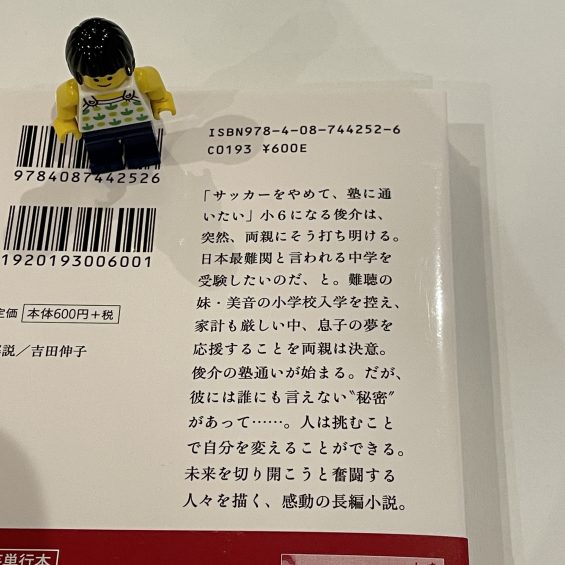 ISBN978-4-08-744252-6
C0193 ¥600E
9784087442526
1920193006001
定価 本体600円+税
解説／吉田伸子
「サッカーをやめて、塾に通
いたい」小６になる俊介は、
突然、両親にそう打ち明ける。
日本最難関と言われる中学を
受験したいのだ、と。難聴の
妹・美音の小学校入学を控え、
家計も厳しい中、息子の夢を
応援することを両親は決意。
俊介の塾通いが始まる。だが、
彼には誰にも言えない〝秘密〟
があって……。人は挑むこと
で自分を変えることができる。
未来を切り開こうと奮闘する
人々を描く、感動の長編小説。
単行本